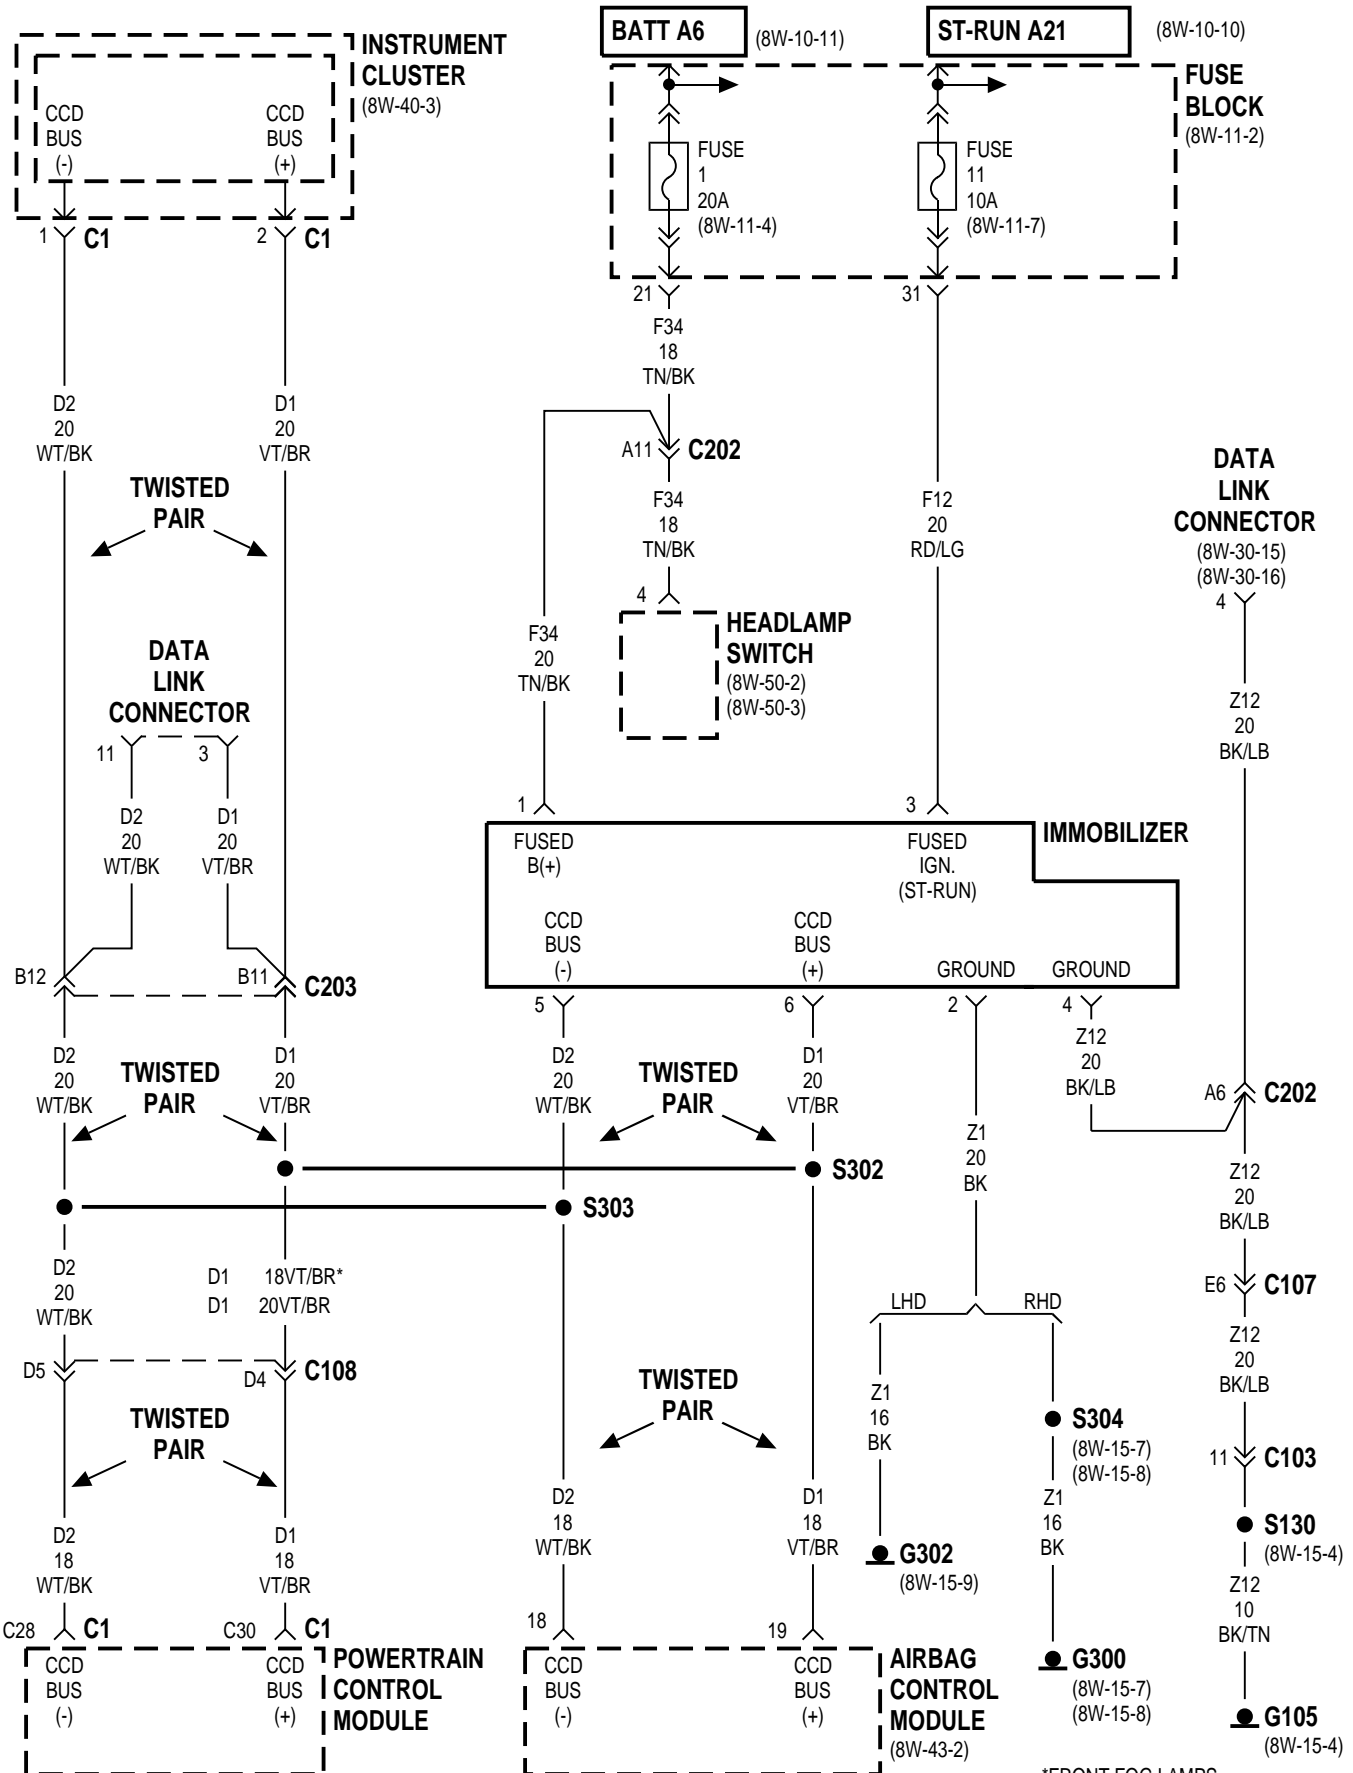 BATT A6
(8W-10-11)
ST-RUN A21
(8W-10-10)
INSTRUMENT
CLUSTER
(8W-40-3)
CCD
BUS
(-)
CCD
BUS
(+)
1
C1
2
C1
FUSE
BLOCK
(8W-11-2)
FUSE
1
20A
(8W-11-4)
FUSE
11
10A
(8W-11-7)
21
31
F34
18
TN/BK
D2
20
WT/BK
D1
20
VT/BR
TWISTED
PAIR
A11
C202
F34
18
TN/BK
F12
20
RD/LG
DATA
LINK
CONNECTOR
(8W-30-15)
(8W-30-16)
4
4
HEADLAMP
SWITCH
(8W-50-2)
(8W-50-3)
F34
20
TN/BK
DATA
LINK
CONNECTOR
11
3
D2
20
WT/BK
D1
20
VT/BR
Z12
20
BK/LB
1
3
IMMOBILIZER
FUSED
B(+)
FUSED
IGN.
(ST-RUN)
CCD
BUS
(-)
CCD
BUS
(+)
GROUND
GROUND
B12
B11
C203
5
6
2
4
D2
20
WT/BK
TWISTED
PAIR
D1
20
VT/BR
D2
20
WT/BK
TWISTED
PAIR
D1
20
VT/BR
Z12
20
BK/LB
A6
C202
Z1
20
BK
S302
S303
Z12
20
BK/LB
D2
20
WT/BK
D1 18VT/BR*
D1 20VT/BR
E6
C107
LHD
RHD
Z12
20
BK/LB
D5
D4
C108
TWISTED
PAIR
TWISTED
PAIR
Z1
16
BK
S304
(8W-15-7)
(8W-15-8)
11
C103
D2
18
WT/BK
D1
18
VT/BR
D2
18
WT/BK
D1
18
VT/BR
Z1
16
BK
S130
(8W-15-4)
G302
(8W-15-9)
Z12
10
BK/TN
C28
C1
C30
C1
18
19
CCD
BUS
(-)
CCD
BUS
(+)
POWERTRAIN
CONTROL
MODULE
CCD
BUS
(-)
CCD
BUS
(+)
AIRBAG
CONTROL
MODULE
(8W-43-2)
G300
(8W-15-7)
(8W-15-8)
G105
(8W-15-4)
*FRONT FOG LAMPS